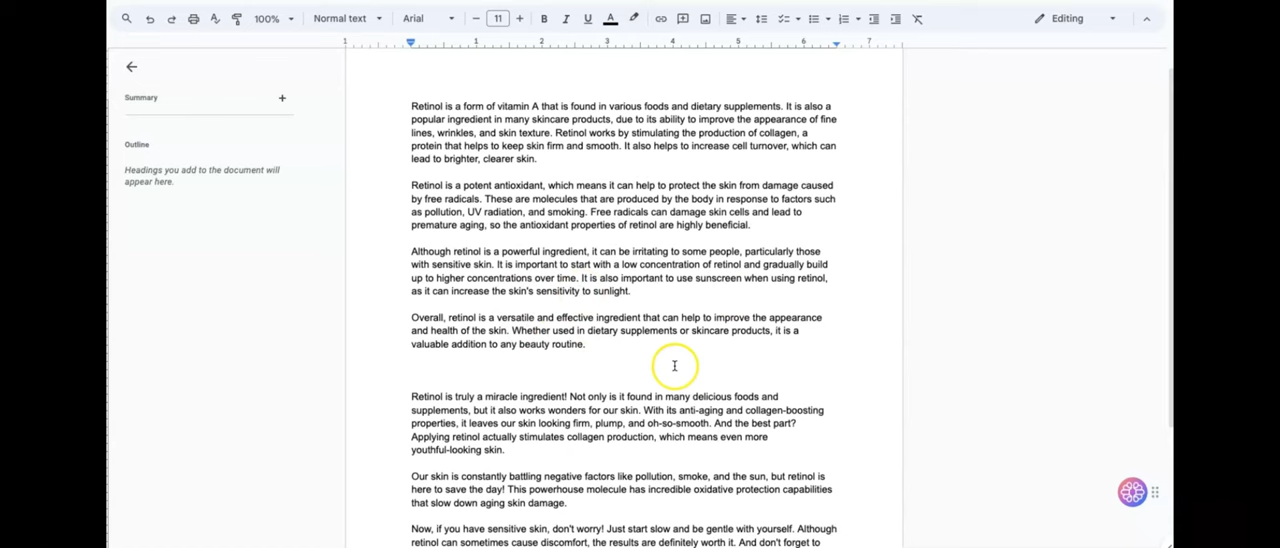 100% Normal text Arial 11 B I U A Editing
1 1 2 3 4 5 6 7
Summary
Outline
Headings you add to the document will
appear here.
Retinol is a form of vitamin A that is found in various foods and dietary supplements. It is also a
popular ingredient in many skincare products, due to its ability to improve the appearance of fine
lines, wrinkles, and skin texture. Retinol works by stimulating the production of collagen, a
protein that helps to keep skin firm and smooth. It also helps to increase cell turnover, which can
lead to brighter, clearer skin.
Retinol is a potent antioxidant, which means it can help to protect the skin from damage caused
by free radicals. These are molecules that are produced by the body in response to factors such
as pollution, UV radiation, and smoking. Free radicals can damage skin cells and lead to
premature aging, so the antioxidant properties of retinol are highly beneficial.
Although retinol is a powerful ingredient, it can be irritating to some people, particularly those
with sensitive skin. It is important to start with a low concentration of retinol and gradually build
up to higher concentrations over time. It is also important to use sunscreen when using retinol,
as it can increase the skin's sensitivity to sunlight.
Overall, retinol is a versatile and effective ingredient that can help to improve the appearance
and health of the skin. Whether used in dietary supplements or skincare products, it is a
valuable addition to any beauty routine.
Retinol is truly a miracle ingredient! Not only is it found in many delicious foods and
supplements, but it also works wonders for our skin. With its anti-aging and collagen-boosting
properties, it leaves our skin looking firm, plump, and oh-so-smooth. And the best part?
Applying retinol actually stimulates collagen production, which means even more
youthful-looking skin.
Our skin is constantly battling negative factors like pollution, smoke, and the sun, but retinol is
here to save the day! This powerhouse molecule has incredible oxidative protection capabilities
that slow down aging skin damage.
Now, if you have sensitive skin, don't worry! Just start slow and be gentle with yourself. Although
retinol can sometimes cause discomfort, the results are definitely worth it. And don't forget to